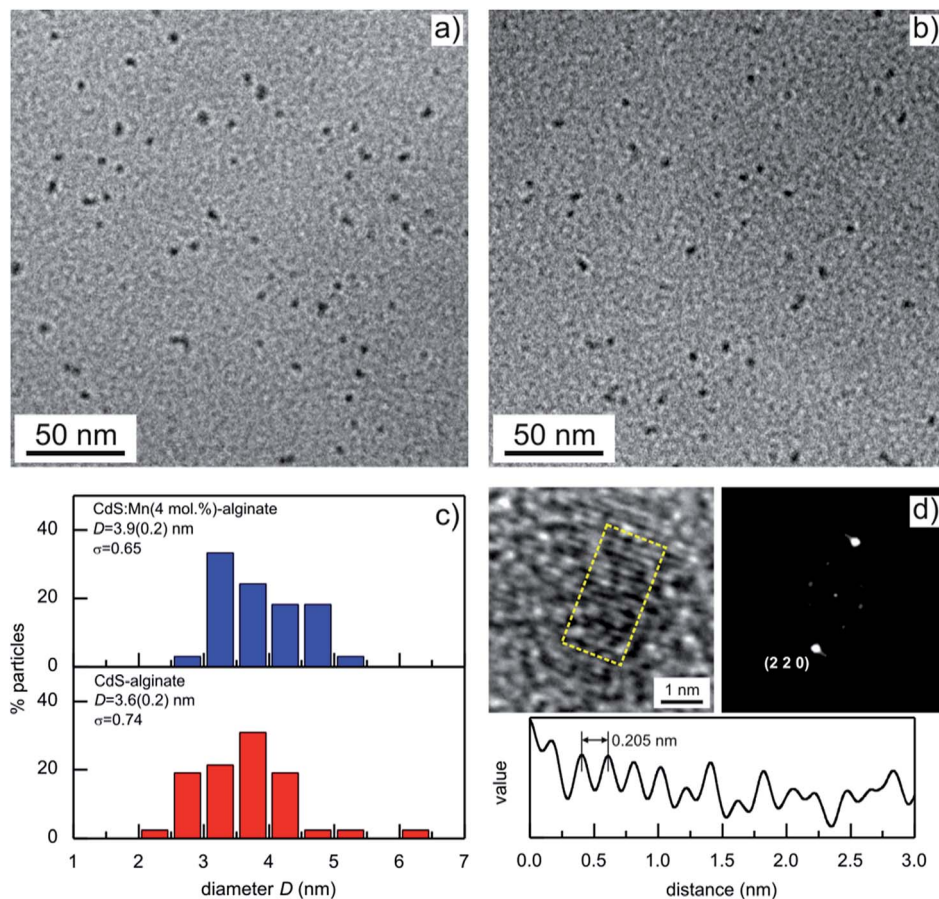 a)
b)
50 nm
50 nm
c)
CdS:Mn(4 mol.%)-alginate
D=3.9(0.2) nm
σ=0.65
40
20
0
CdS-alginate
D=3.6(0.2) nm
σ=0.74
40
20
0
% particles
1 2 3 4 5 6 7
diameter D (nm)
d)
1 nm
(2 2 0)
0.205 nm
value
0.0 0.5 1.0 1.5 2.0 2.5 3.0
distance (nm)